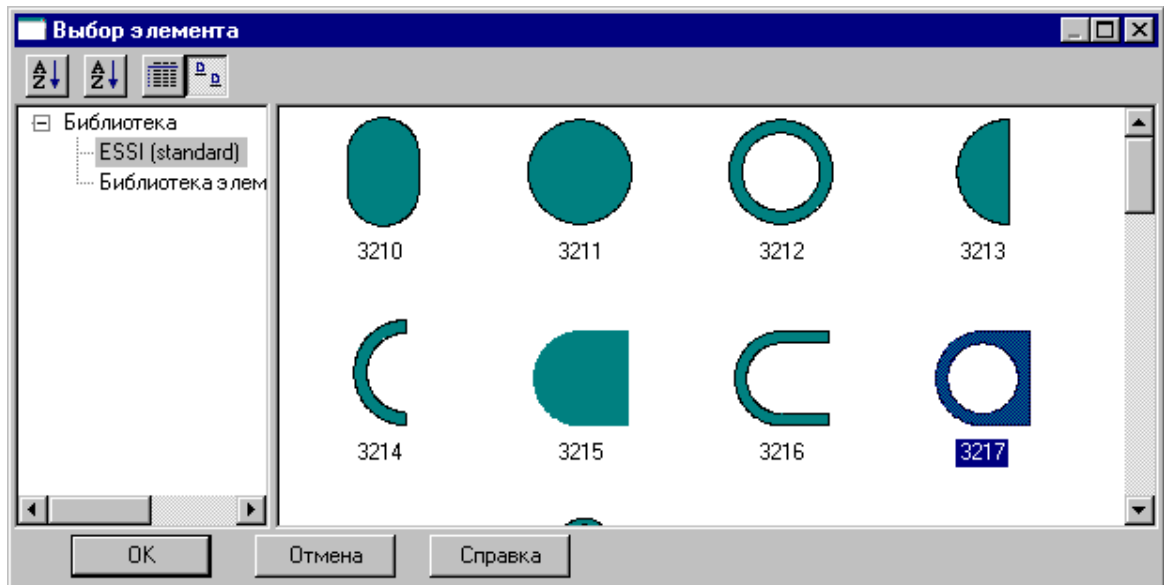 Выбор элемента
Библиотека
ESSI (standard)
Библиотека элем
3210 3211 3212 3213
3214 3215 3216 3217
OK Отмена Справка